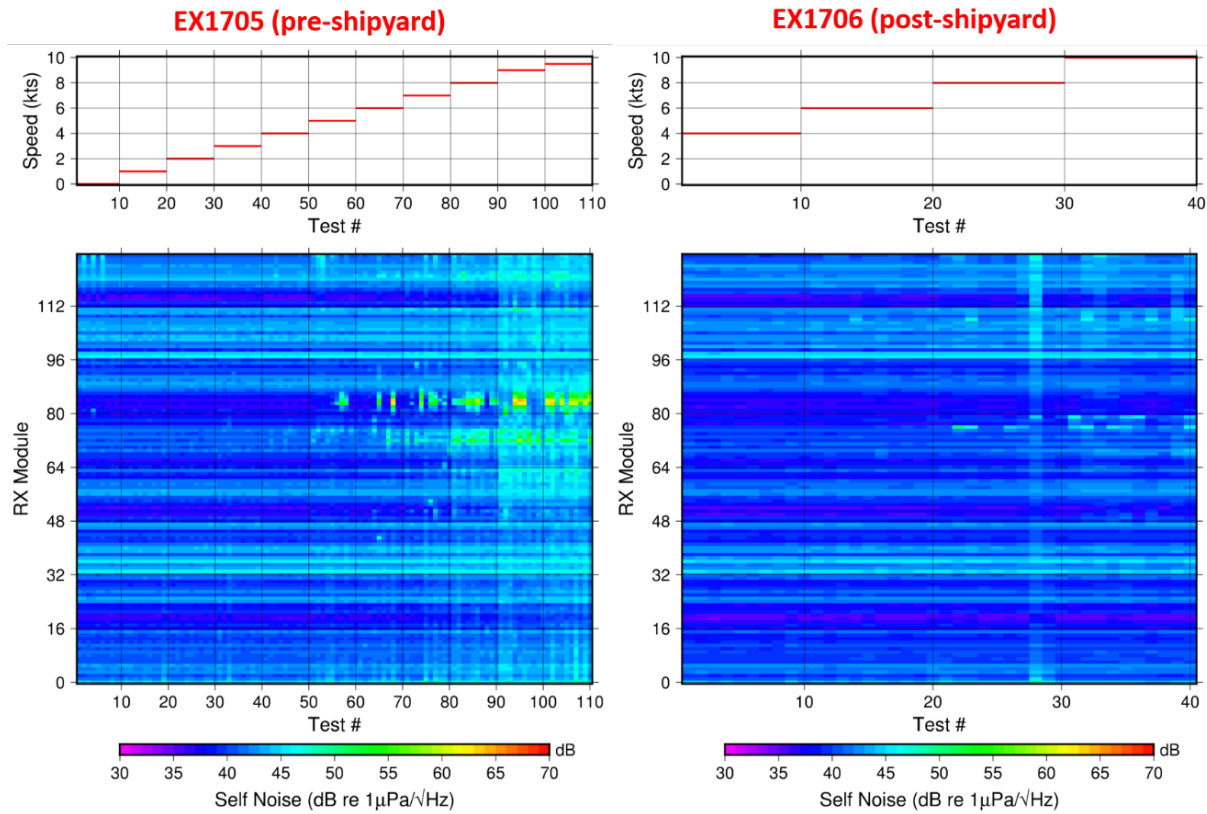 EX1705 (pre-shipyard)
EX1706 (post-shipyard)
Speed (kts)
10
8
6
4
2
0
10 20 30 40 50 60 70 80 90 100 110
Test #
Speed (kts)
10
8
6
4
2
0
10 20 30 40
Test #
RX Module
112
96
80
64
48
32
16
0
10 20 30 40 50 60 70 80 90 100 110
Test #
RX Module
112
96
80
64
48
32
16
0
10 20 30 40
Test #
dB
30 35 40 45 50 55 60 65 70
Self Noise (dB re 1µPa/√Hz)
dB
30 35 40 45 50 55 60 65 70
Self Noise (dB re 1µPa/√Hz)